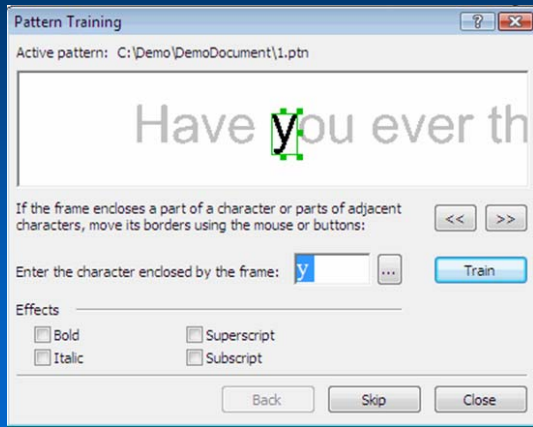 Pattern Training
Active pattern: C:\Demo\DemoDocument\1.ptn
Have you ever th
If the frame encloses a part of a character or parts of adjacent
characters, move its borders using the mouse or buttons:
<< >>
Enter the character enclosed by the frame: y ... Train
Effects
Bold Superscript
Italic Subscript
Back Skip Close